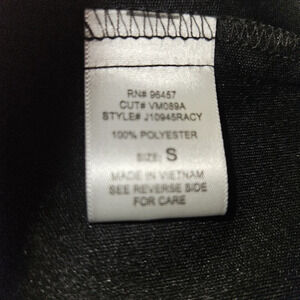 RN# 96457
CUT# VM089A
STYLE# J10945RACY
100% POLYESTER
SIZE: S
MADE IN VIETNAM
SEE REVERSE SIDE
FOR CARE